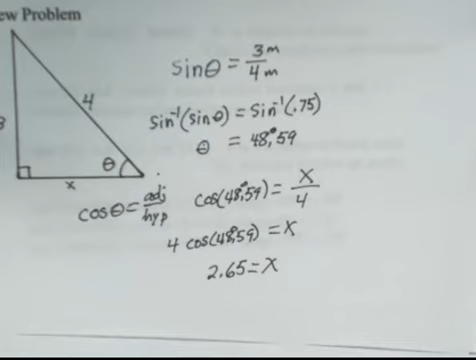 ew Problem
sinθ = 3m/4m
4
sin⁻¹(sinθ) = sin⁻¹(.75)
3
θ = 48.°59
θ
x
cosθ = adj/hyp
cos(48.°59) = x/4
4 cos(48.°59) = x
2.65 = x